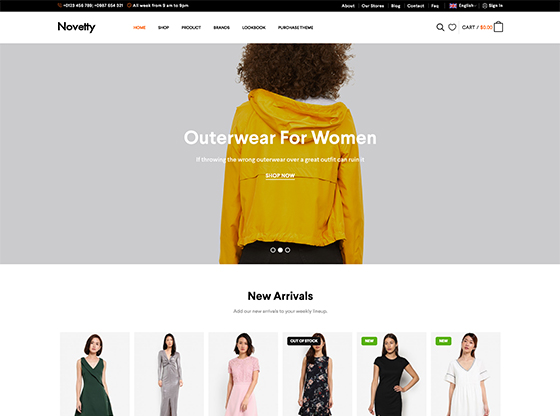 +0123 456 789; +0987 654 321 All week from 9 am to 9pm About Our Stores Blog Contact Faq English Sign In
Novetty HOME SHOP PRODUCT BRANDS LOOKBOOK PURCHASE THEME CART / $0.00
Outerwear For Women
If throwing the wrong outerwear over a great outfit can ruin it
SHOP NOW
New Arrivals
Add our new arrivals to your weekly lineup.
OUT OF STOCK NEW NEW